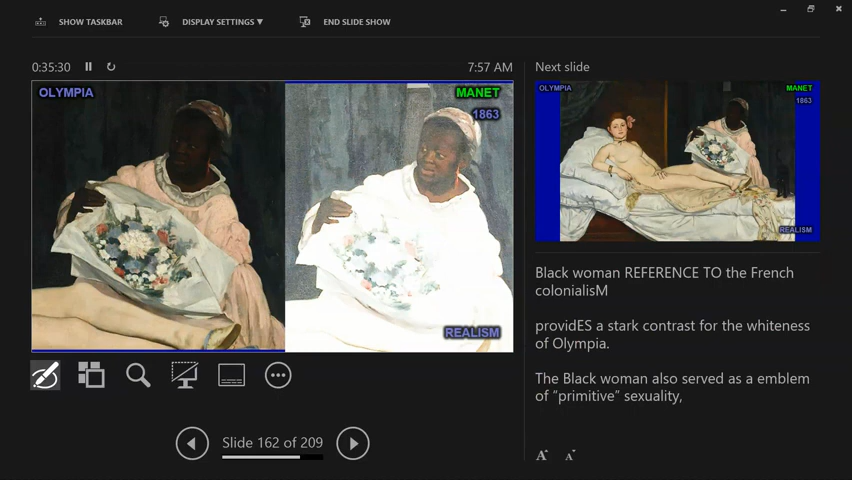 SHOW TASKBAR
DISPLAY SETTINGS ▼
END SLIDE SHOW
0:35:30
7:57 AM
OLYMPIA
MANET
1863
REALISM
Slide 162 of 209
Next slide
OLYMPIA
MANET
1863
REALISM
Black woman REFERENCE TO the French
colonialisM
providES a stark contrast for the whiteness
of Olympia.
The Black woman also served as a emblem
of “primitive” sexuality,
A A